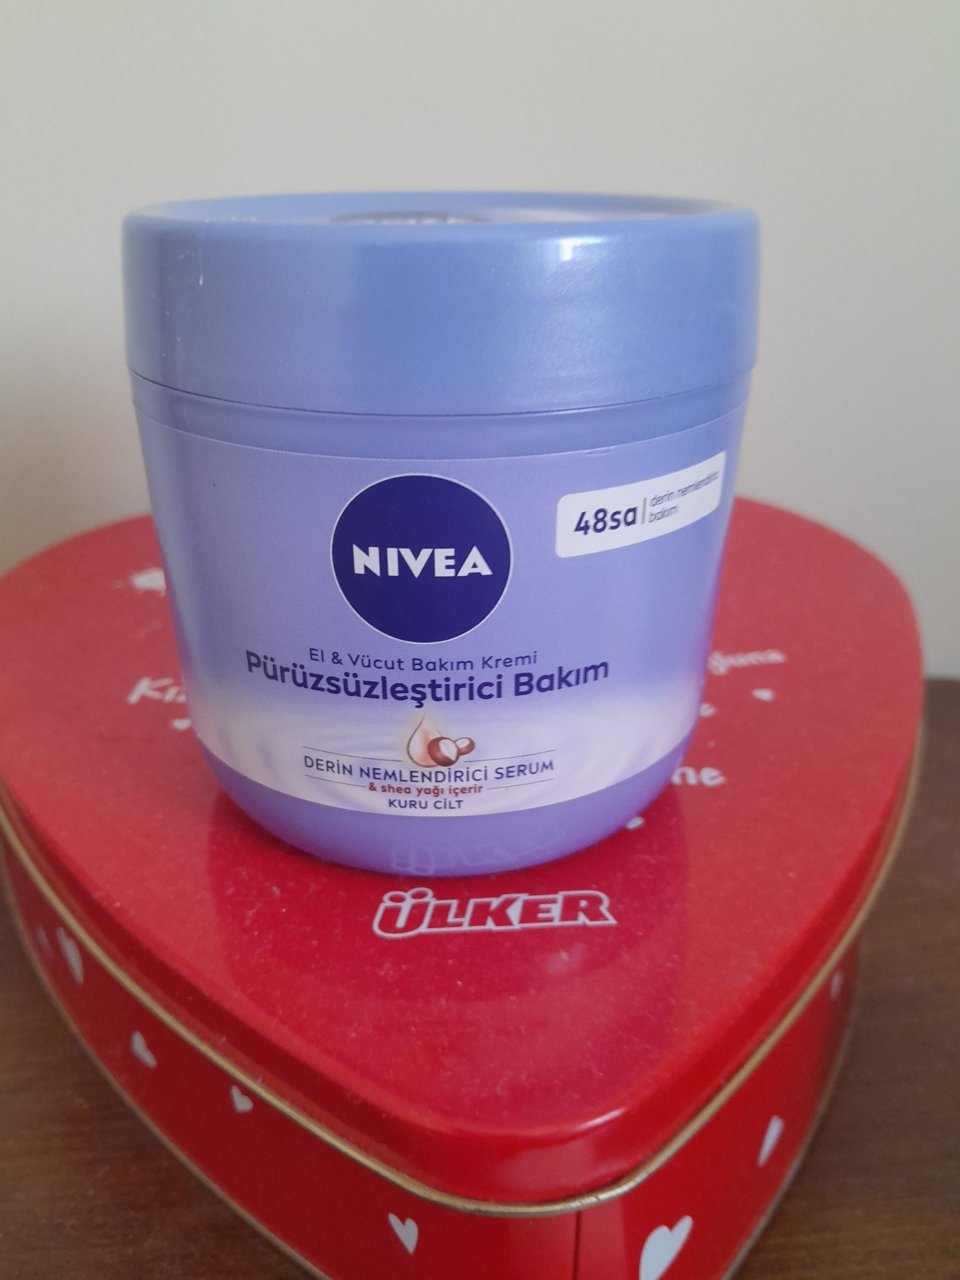 NIVEA
48sa
derin nemlendirici
bakım
El & Vücut Bakım Kremi
Pürüzsüzleştirici Bakım
DERİN NEMLENDİRİCİ SERUM
& shea yağı içerir
KURU CİLT
ÜLKER